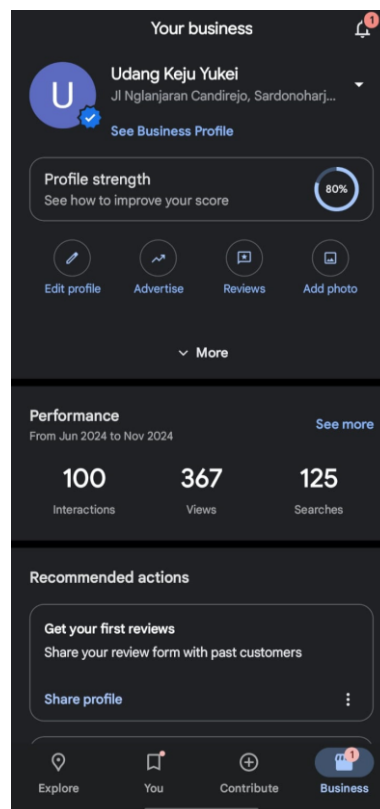 Your business
1
U
Udang Keju Yukei
Jl Nglanjaran Candirejo, Sardonoharj...
See Business Profile
Profile strength
See how to improve your score
80%
Edit profile
Advertise
Reviews
Add photo
More
Performance
From Jun 2024 to Nov 2024
See more
100
367
125
Interactions
Views
Searches
Recommended actions
Get your first reviews
Share your review form with past customers
Share profile
1
Explore
You
Contribute
Business